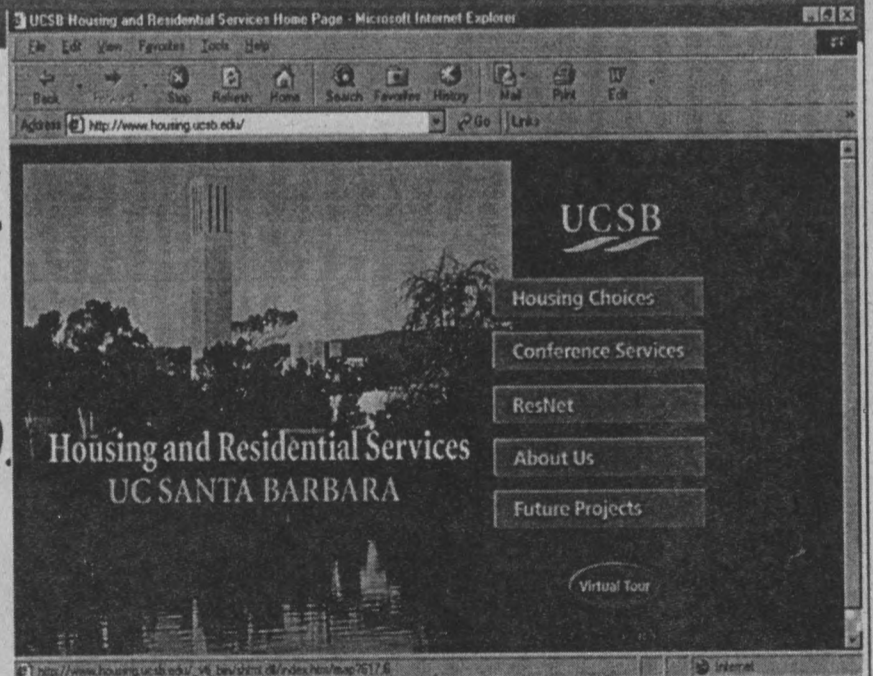 UCSB Housing and Residential Services Home Page - Microsoft Internet Explorer
File Edit View Favorites Tools Help
Back Forward Stop Refresh Home Search Favorites History Mail Print Edit
Address http://www.housing.ucsb.edu/ Go Links
UCSB
Housing Choices
Conference Services
ResNet
About Us
Future Projects
Housing and Residential Services
UC SANTA BARBARA
Virtual Tour
Internet